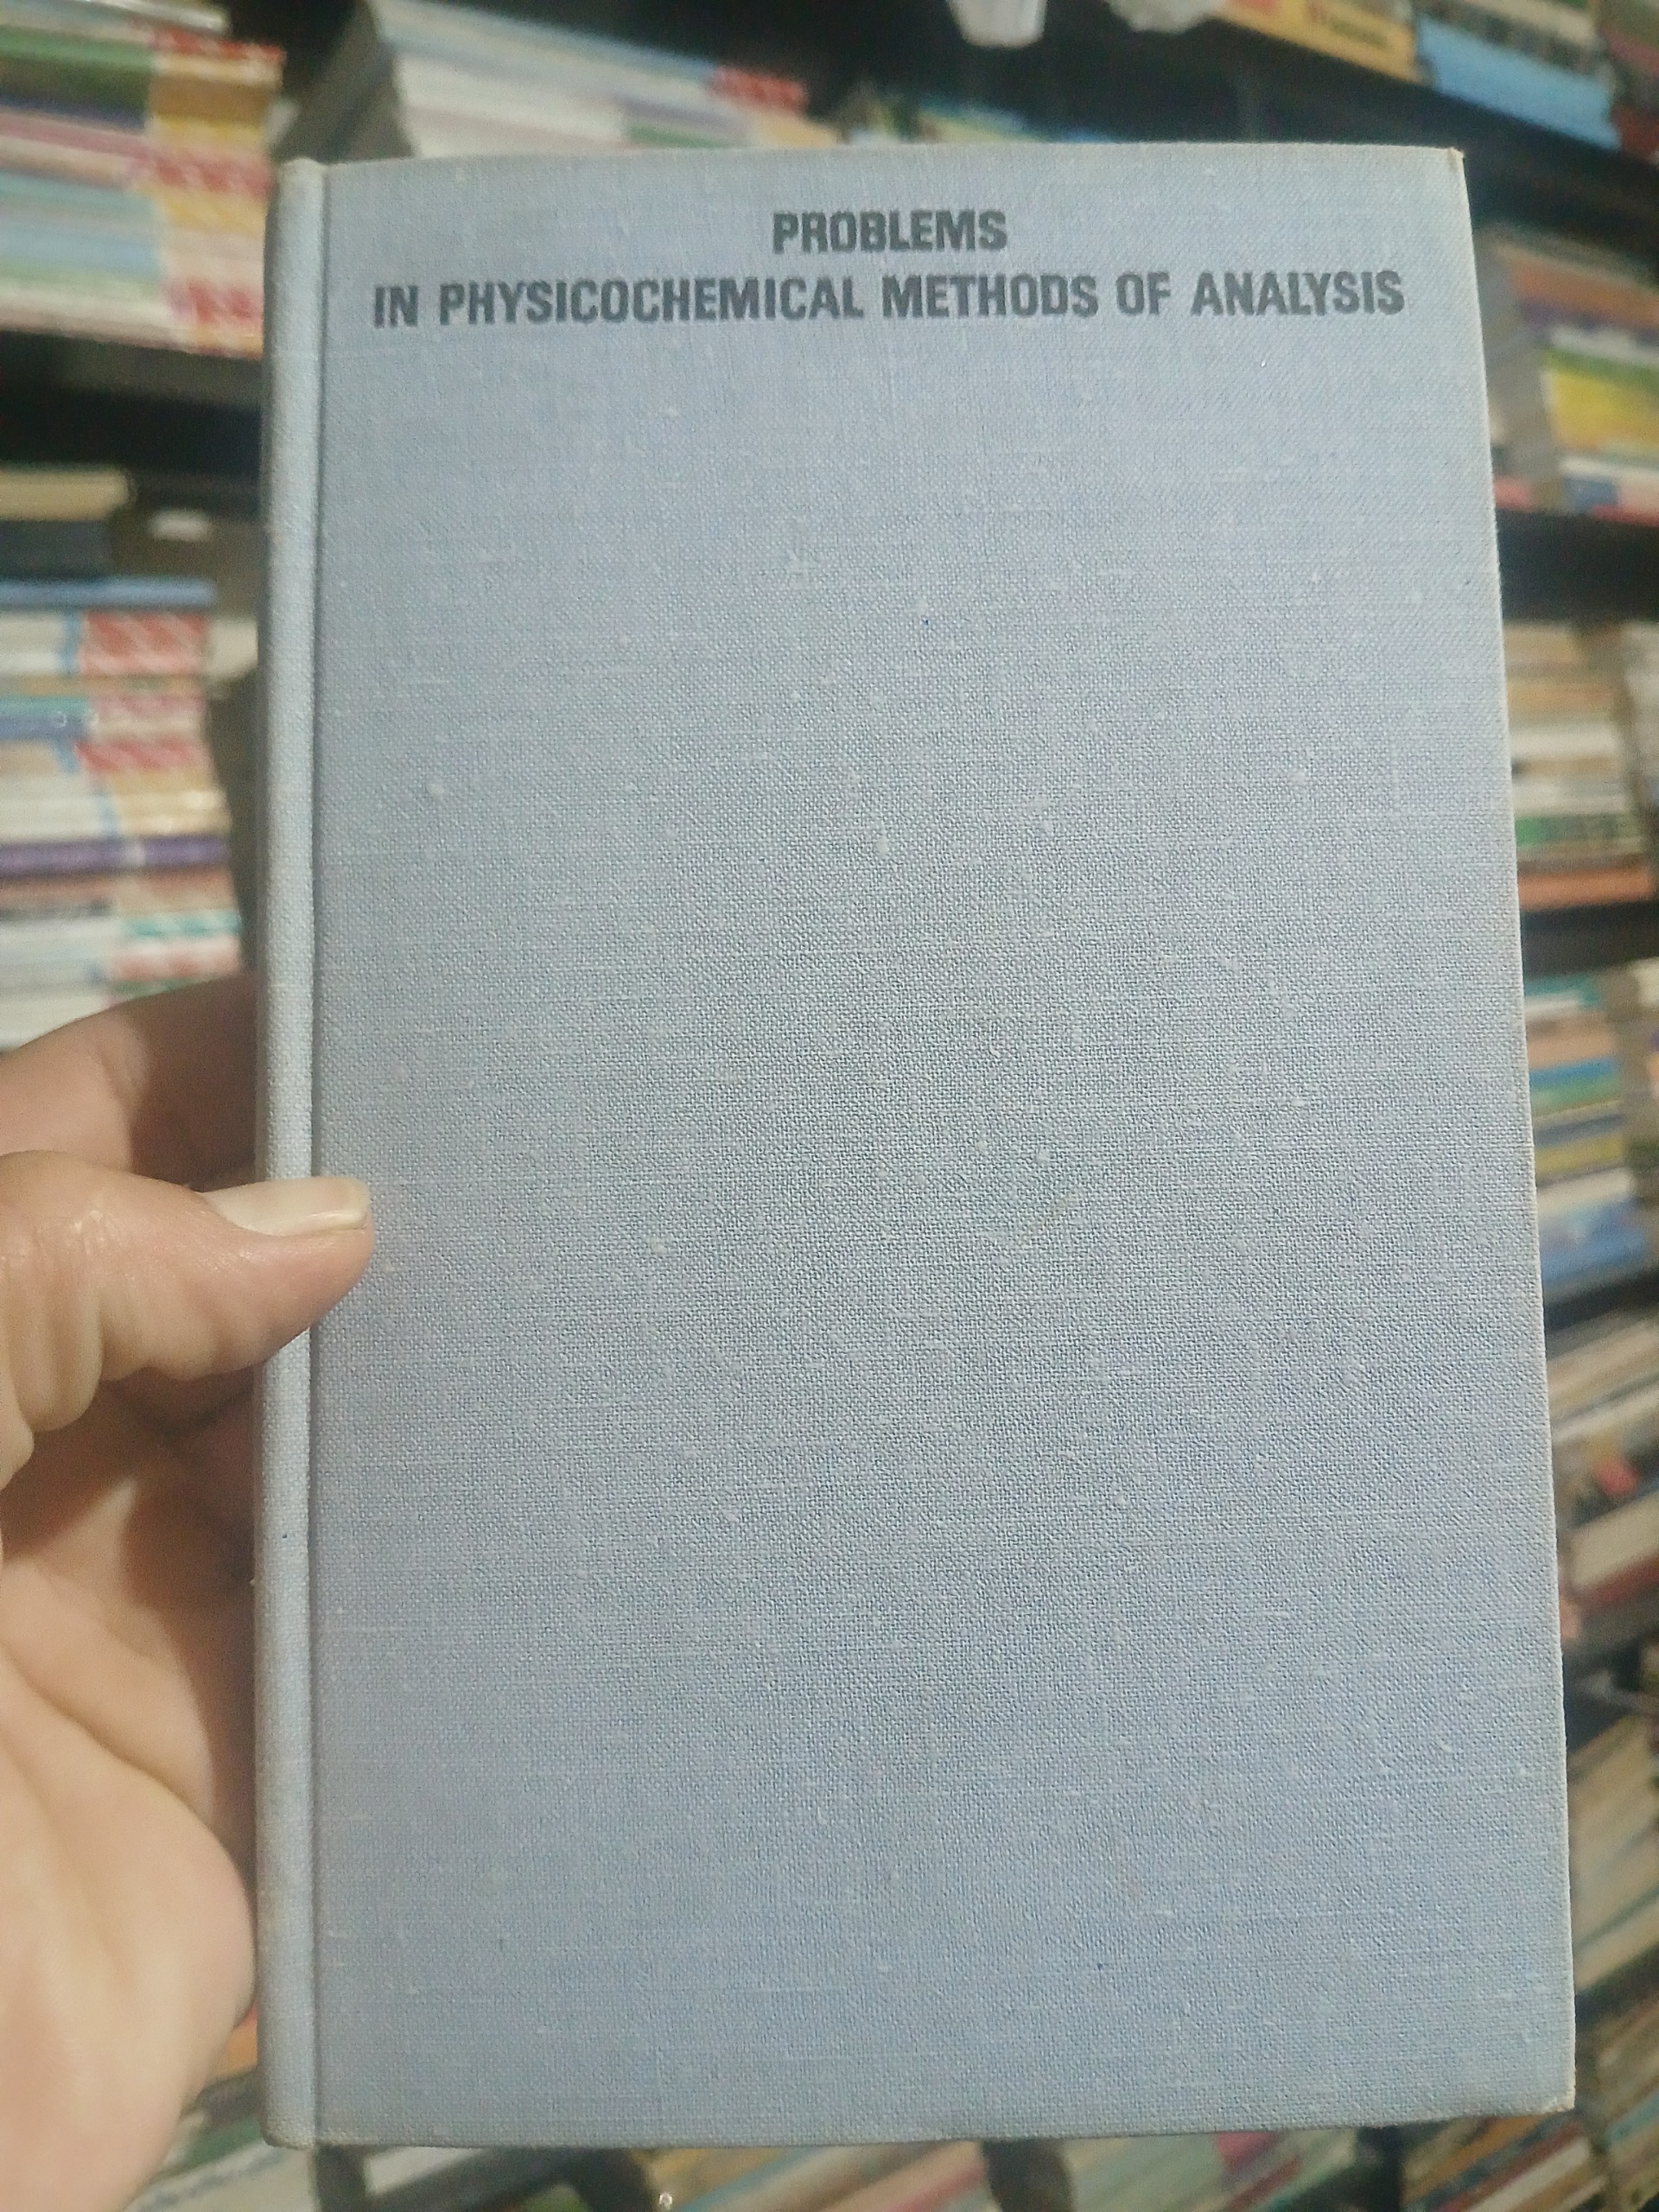 PROBLEMS
IN PHYSICOCHEMICAL METHODS OF ANALYSIS